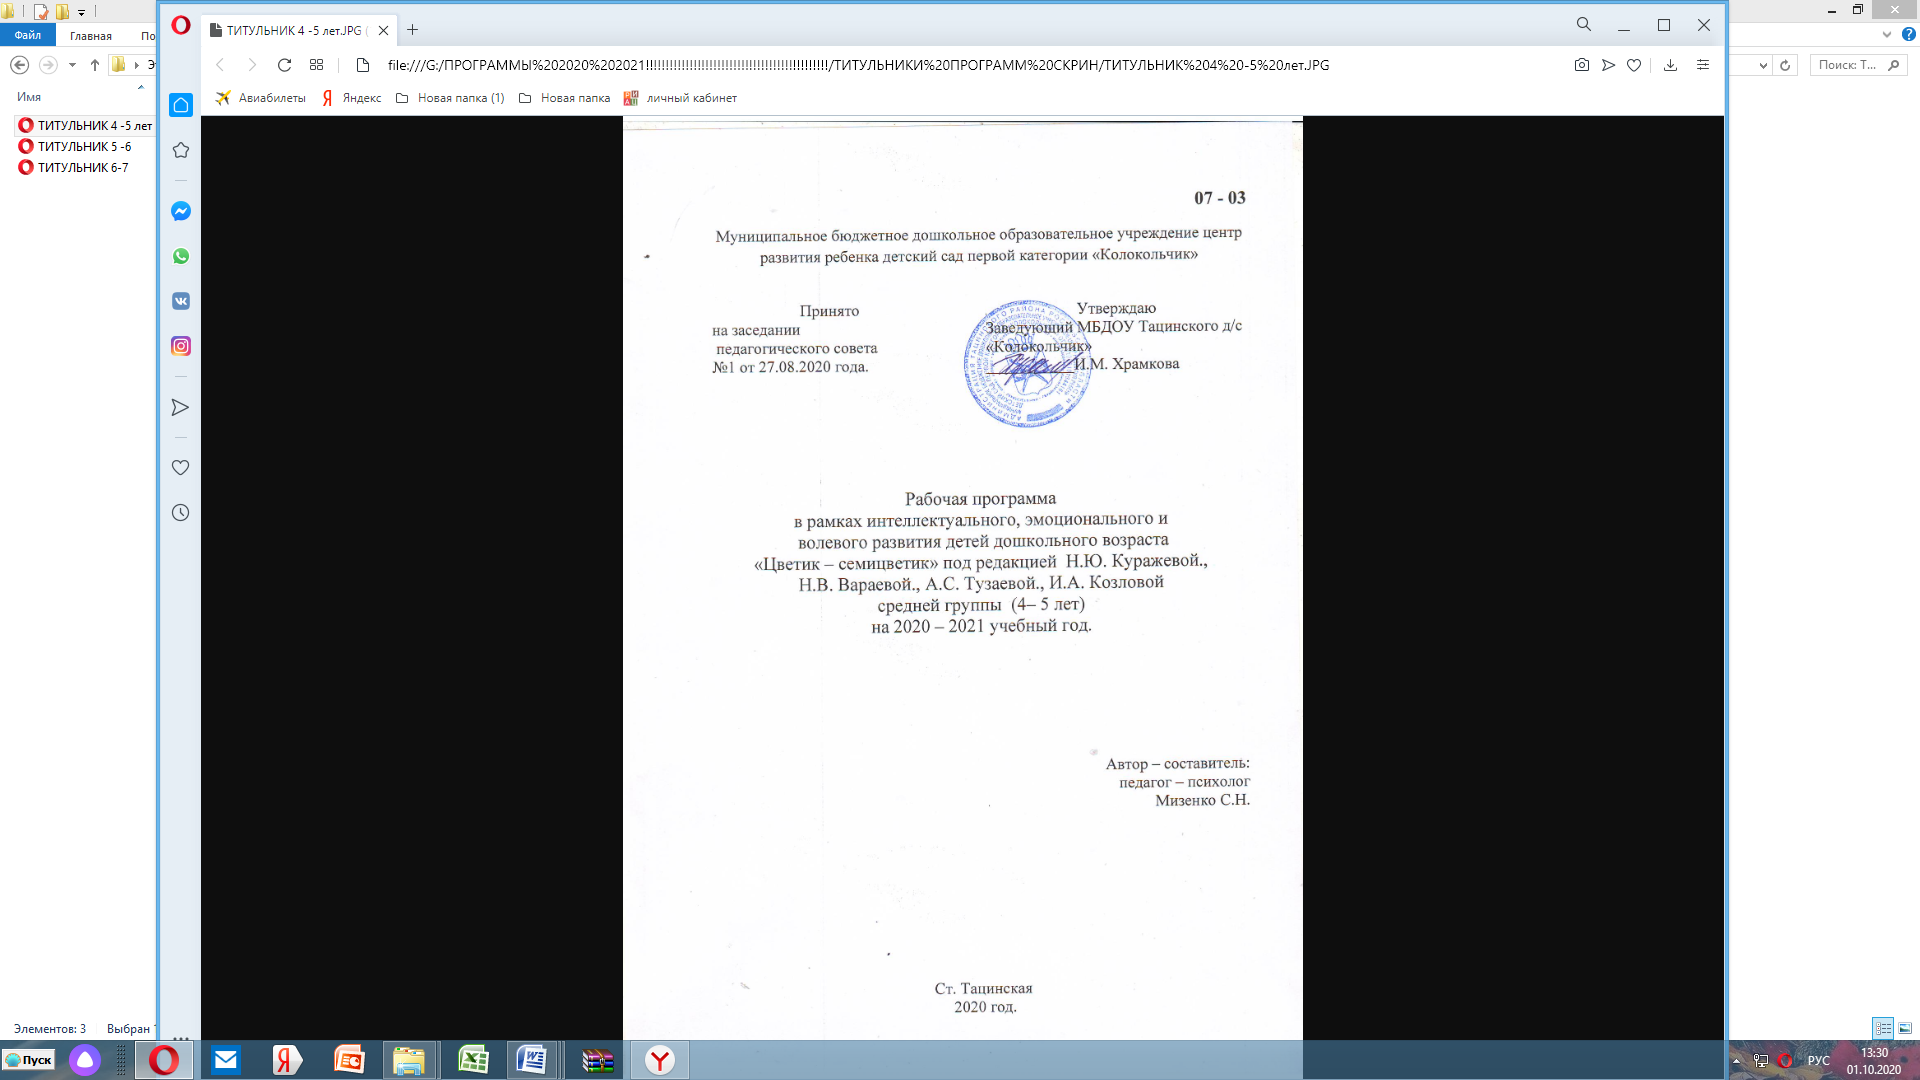 Файл
Главная
По
Имя
ТИТУЛЬНИК 4 -5 лет
ТИТУЛЬНИК 5 -6
ТИТУЛЬНИК 6-7
Элементов: 3 Выбран
ТИТУЛЬНИК 4 -5 лет.JPG (
file:///G:/ПРОГРАММЫ%202020%202021!!!!!!!!!!!!!!!!!!!!!!!!!!!!!!!!!!!!!!!!!!!!!!/ТИТУЛЬНИКИ%20ПРОГРАММ%20СКРИН/ТИТУЛЬНИК%204%20-5%20лет.JPG
Авиабилеты Яндекс Новая папка (1) Новая папка личный кабинет
Поиск: Т...
07 - 03
Муниципальное бюджетное дошкольное образовательное учреждение центр
развития ребенка детский сад первой категории «Колокольчик»
Принято
на заседании
педагогического совета
№1 от 27.08.2020 года.
Утверждаю
Заведующий МБДОУ Тацинского д/с
«Колокольчик»
И.М. Храмкова
Рабочая программа
в рамках интеллектуального, эмоционального и
волевого развития детей дошкольного возраста
«Цветик – семицветик» под редакцией Н.Ю. Куражевой.,
Н.В. Вараевой., А.С. Тузаевой., И.А. Козловой
средней группы (4– 5 лет)
на 2020 – 2021 учебный год.
Автор – составитель:
педагог – психолог
Мизенко С.Н.
Ст. Тацинская
2020 год.
Пуск
РУС
13:30
01.10.2020